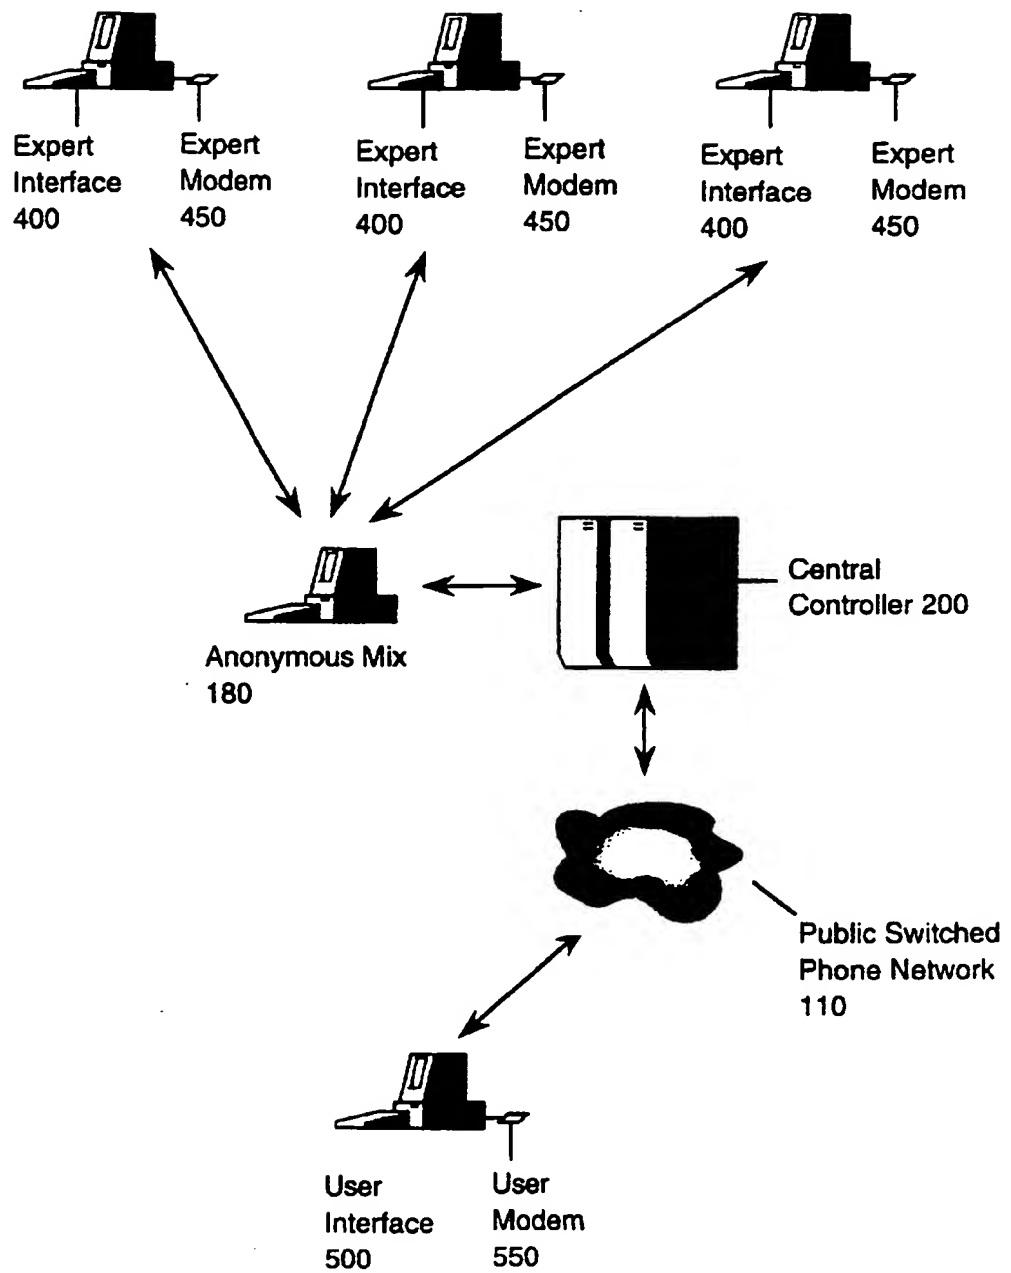 Expert
Interface
400
Expert
Modem
450
Expert
Interface
400
Expert
Modem
450
Expert
Interface
400
Expert
Modem
450
Central
Controller 200
Anonymous Mix
180
Public Switched
Phone Network
110
User
Interface
500
User
Modem
550